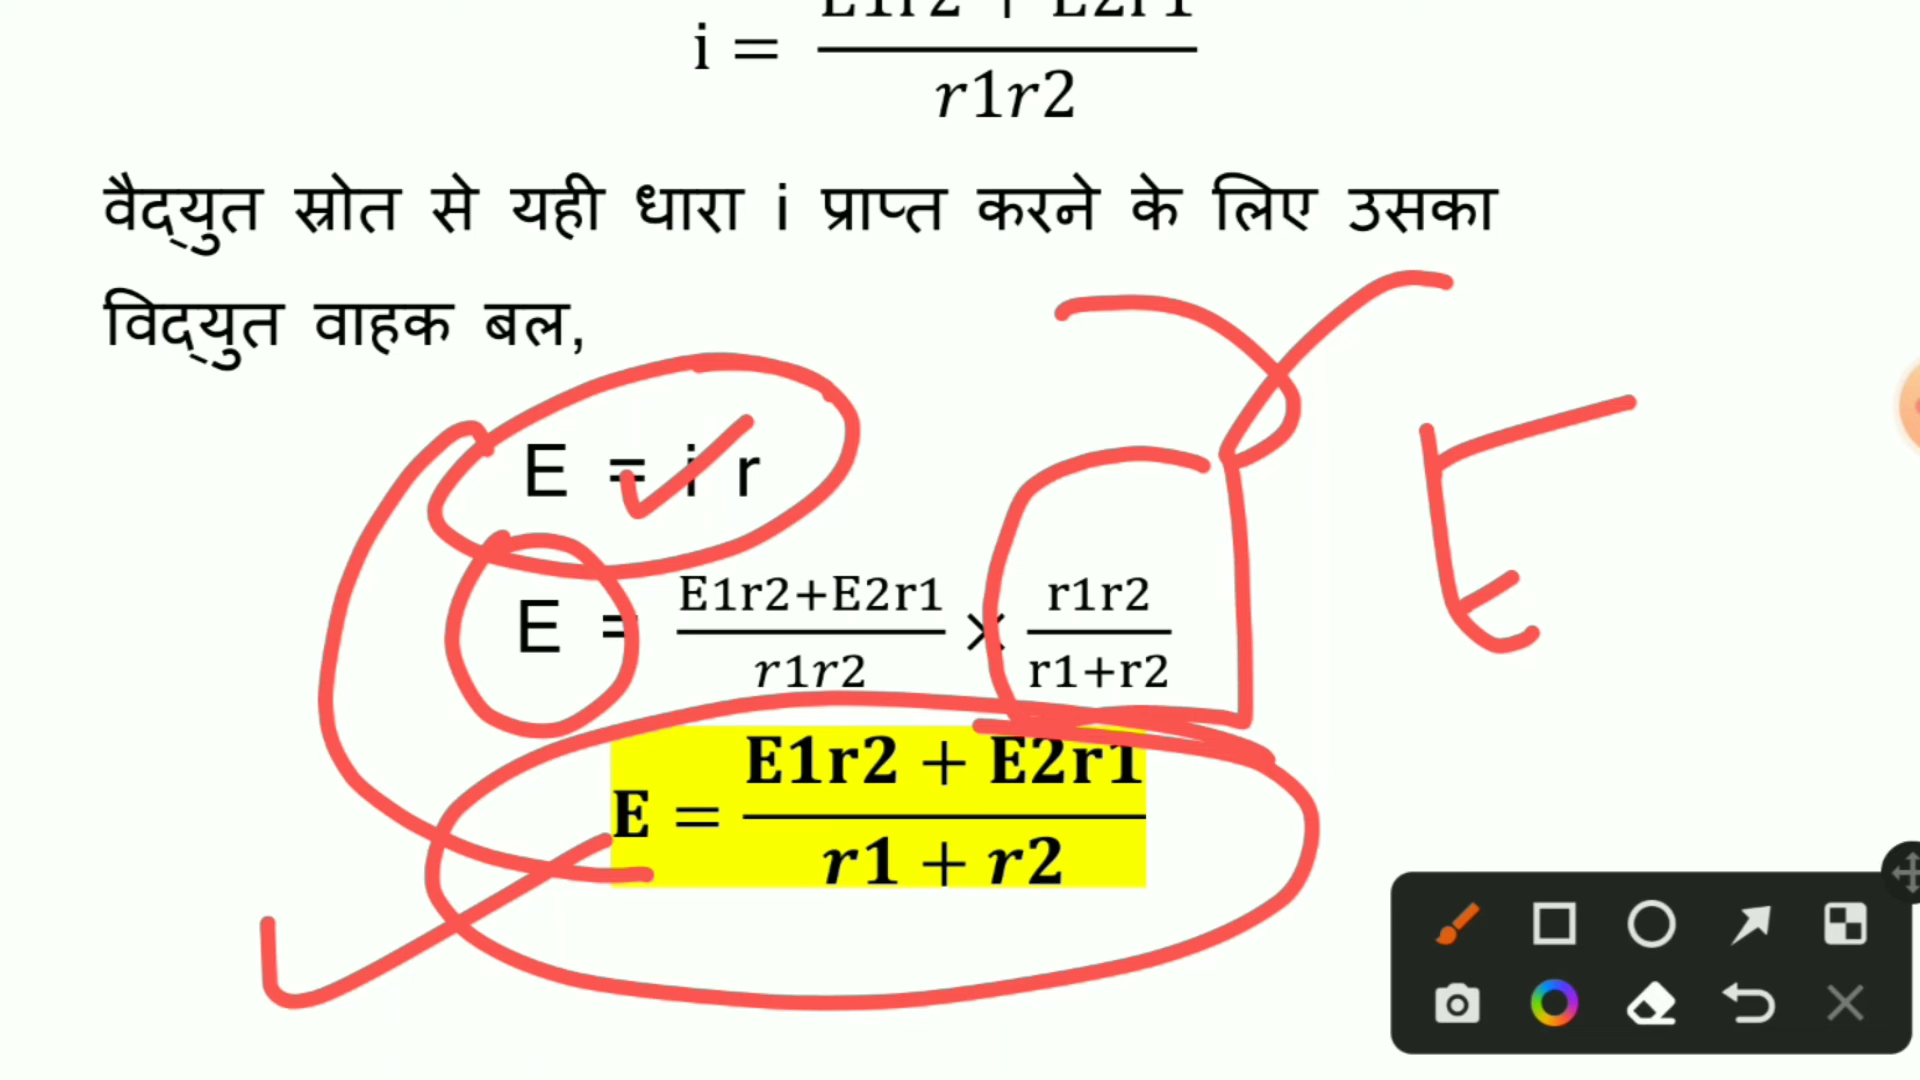 i = E1r2 + E2r1 / r1r2
वैद्युत स्रोत से यही धारा i प्राप्त करने के लिए उसका
विद्युत वाहक बल,
E = i r
E = E1r2+E2r1 / r1r2 × r1r2 / r1+r2
E = E1r2 + E2r1 / r1 + r2